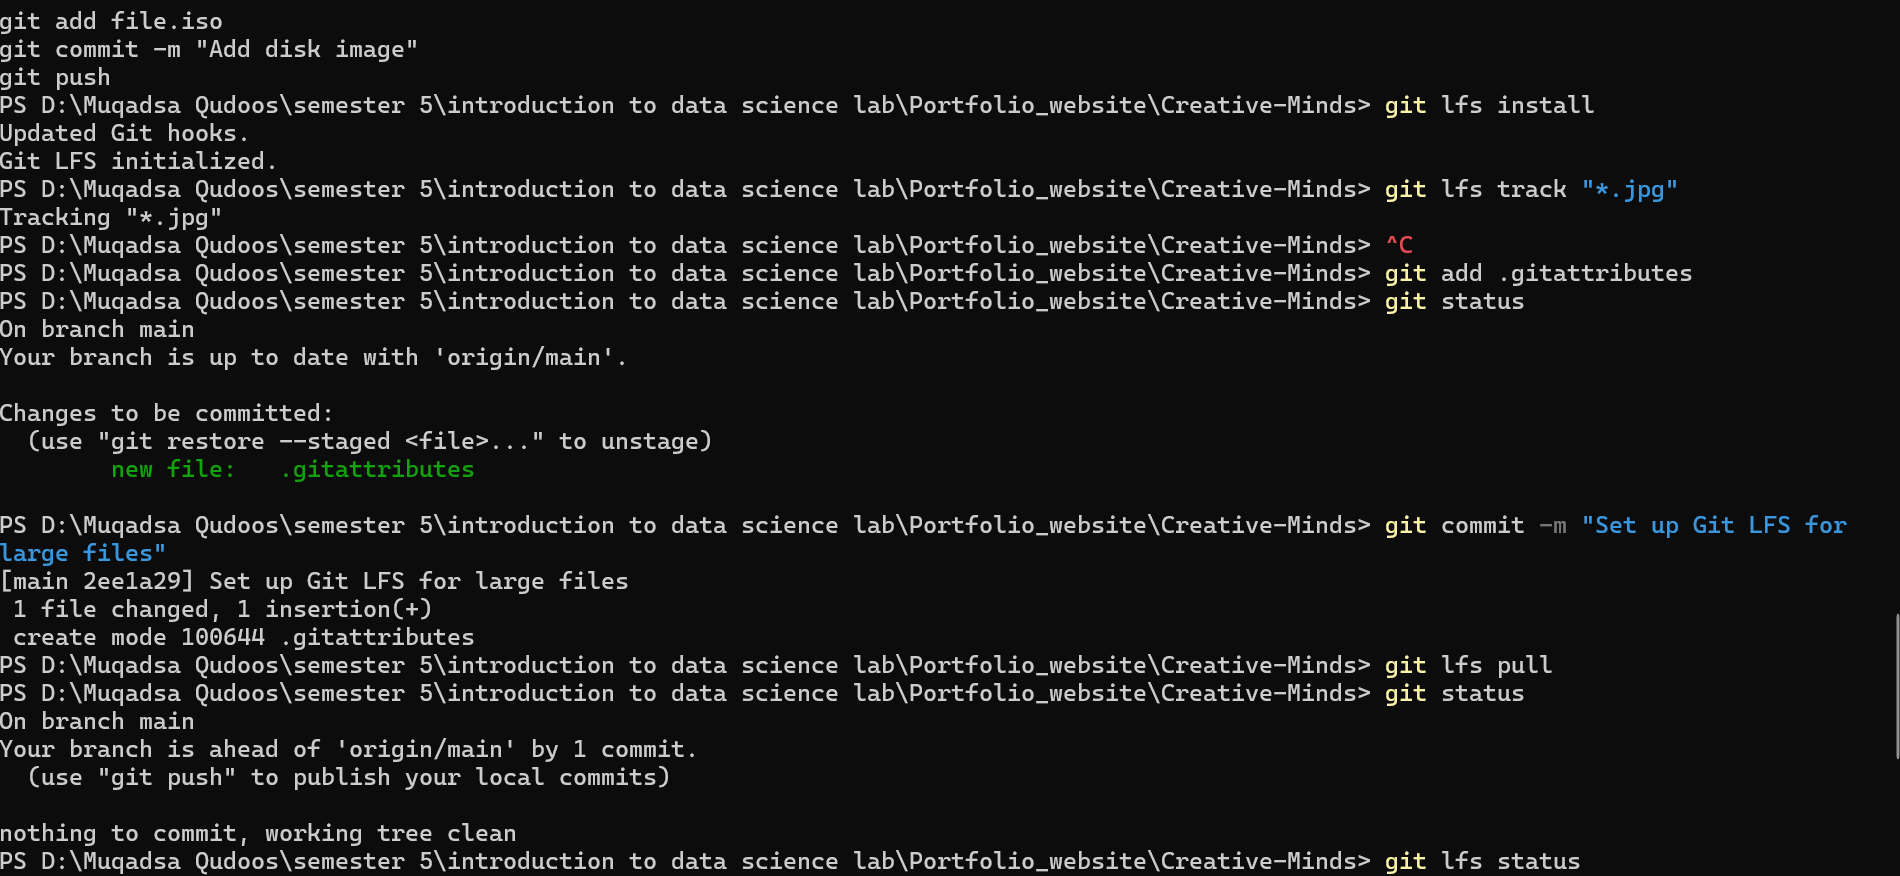 git add file.iso
git commit -m "Add disk image"
git push
PS D:\Muqadsa Qudoos\semester 5\introduction to data science lab\Portfolio_website\Creative-Minds> git lfs install
Updated Git hooks.
Git LFS initialized.
PS D:\Muqadsa Qudoos\semester 5\introduction to data science lab\Portfolio_website\Creative-Minds> git lfs track "*.jpg"
Tracking "*.jpg"
PS D:\Muqadsa Qudoos\semester 5\introduction to data science lab\Portfolio_website\Creative-Minds> ^C
PS D:\Muqadsa Qudoos\semester 5\introduction to data science lab\Portfolio_website\Creative-Minds> git add .gitattributes
PS D:\Muqadsa Qudoos\semester 5\introduction to data science lab\Portfolio_website\Creative-Minds> git status
On branch main
Your branch is up to date with 'origin/main'.
Changes to be committed:
  (use "git restore --staged <file>..." to unstage)
        new file:   .gitattributes
PS D:\Muqadsa Qudoos\semester 5\introduction to data science lab\Portfolio_website\Creative-Minds> git commit -m "Set up Git LFS for
large files"
[main 2ee1a29] Set up Git LFS for large files
 1 file changed, 1 insertion(+)
 create mode 100644 .gitattributes
PS D:\Muqadsa Qudoos\semester 5\introduction to data science lab\Portfolio_website\Creative-Minds> git lfs pull
PS D:\Muqadsa Qudoos\semester 5\introduction to data science lab\Portfolio_website\Creative-Minds> git status
On branch main
Your branch is ahead of 'origin/main' by 1 commit.
  (use "git push" to publish your local commits)
nothing to commit, working tree clean
PS D:\Muqadsa Qudoos\semester 5\introduction to data science lab\Portfolio_website\Creative-Minds> git lfs status